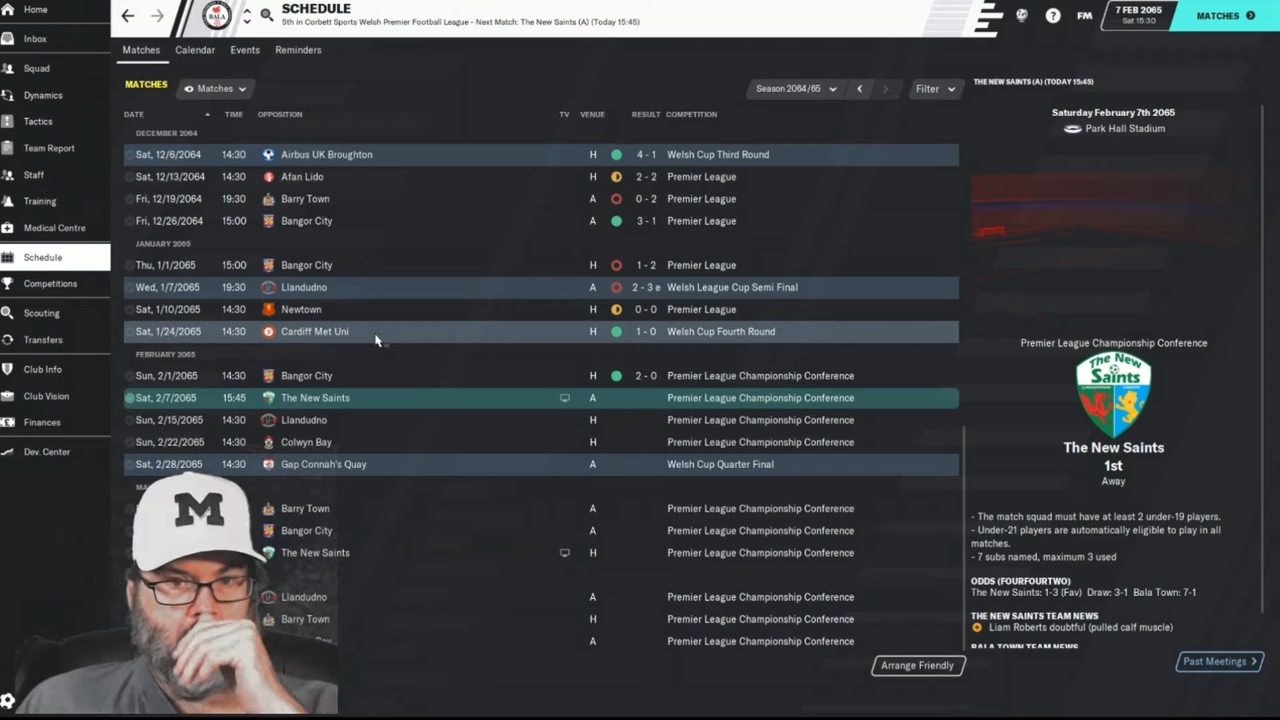 Home
Inbox
Squad
Dynamics
Tactics
Team Report
Staff
Training
Medical Centre
Schedule
Competitions
Scouting
Transfers
Club Info
Club Vision
Finances
Dev. Center
BALA
SCHEDULE
5th in Corbett Sports Welsh Premier Football League - Next Match: The New Saints (A) (Today 15:45)
FM
7 FEB 2065
Sat 15:30
MATCHES
Matches Calendar Events Reminders
MATCHES Matches Season 2064/65 Filter
DATE TIME OPPOSITION TV VENUE RESULT COMPETITION
DECEMBER 2064
Sat, 12/6/2064 14:30 Airbus UK Broughton H 4 - 1 Welsh Cup Third Round
Sat, 12/13/2064 14:30 Afan Lido H 2 - 2 Premier League
Fri, 12/19/2064 19:30 Barry Town A 0 - 2 Premier League
Fri, 12/26/2064 15:00 Bangor City A 3 - 1 Premier League
JANUARY 2065
Thu, 1/1/2065 15:00 Bangor City H 1 - 2 Premier League
Wed, 1/7/2065 19:30 Llandudno A 2 - 3 e Welsh League Cup Semi Final
Sat, 1/10/2065 14:30 Newtown H 0 - 0 Premier League
Sat, 1/24/2065 14:30 Cardiff Met Uni H 1 - 0 Welsh Cup Fourth Round
FEBRUARY 2065
Sun, 2/1/2065 14:30 Bangor City H 2 - 0 Premier League Championship Conference
Sat, 2/7/2065 15:45 The New Saints A Premier League Championship Conference
Sun, 2/15/2065 14:30 Llandudno H Premier League Championship Conference
Sun, 2/22/2065 14:30 Colwyn Bay H Premier League Championship Conference
Sat, 2/28/2065 14:30 Gap Connah's Quay A Welsh Cup Quarter Final
Barry Town A Premier League Championship Conference
Bangor City A Premier League Championship Conference
The New Saints H Premier League Championship Conference
Llandudno A Premier League Championship Conference
Barry Town H Premier League Championship Conference
A Premier League Championship Conference
M
Arrange Friendly
THE NEW SAINTS (A) (TODAY 15:45)
Saturday February 7th 2065
Park Hall Stadium
Premier League Championship Conference
The New
Saints
The New Saints
1st
Away
- The match squad must have at least 2 under-19 players.
- Under-21 players are automatically eligible to play in all
matches.
- 7 subs named, maximum 3 used
ODDS (FOURFOURTWO)
The New Saints: 1-3 (Fav) Draw: 3-1 Bala Town: 7-1
THE NEW SAINTS TEAM NEWS
Liam Roberts doubtful (pulled calf muscle)
BALA TOWN TEAM NEWS
Past Meetings